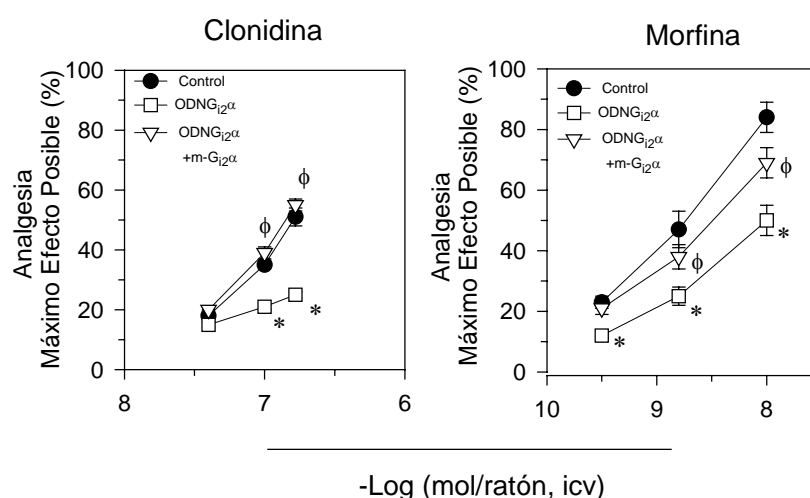 Clonidina
Analgesia
Máximo Efecto Posible (%)
100
80
60
40
20
0
Control
ODNGi2α
ODNGi2α
+m-Gi2α
ϕ
ϕ
*
*
8
7
6
Morfina
Analgesia
Máximo Efecto Posible (%)
100
80
60
40
20
0
Control
ODNGi2α
ODNGi2α
+m-Gi2α
ϕ
ϕ
*
*
*
10
9
8
-Log (mol/ratón, icv)